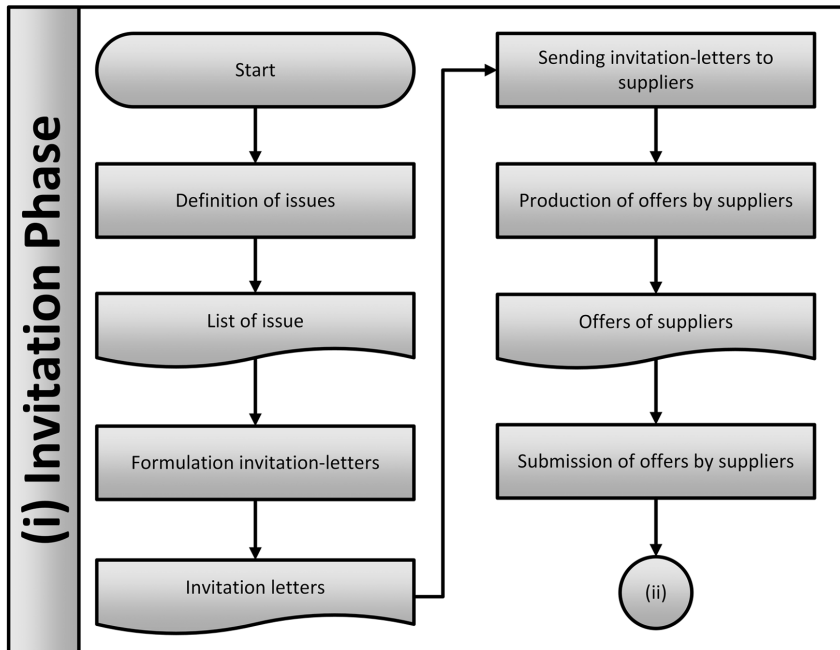 (i) Invitation Phase
Start
Definition of issues
List of issue
Formulation invitation-letters
Invitation letters
Sending invitation-letters to
suppliers
Production of offers by suppliers
Offers of suppliers
Submission of offers by suppliers
(ii)